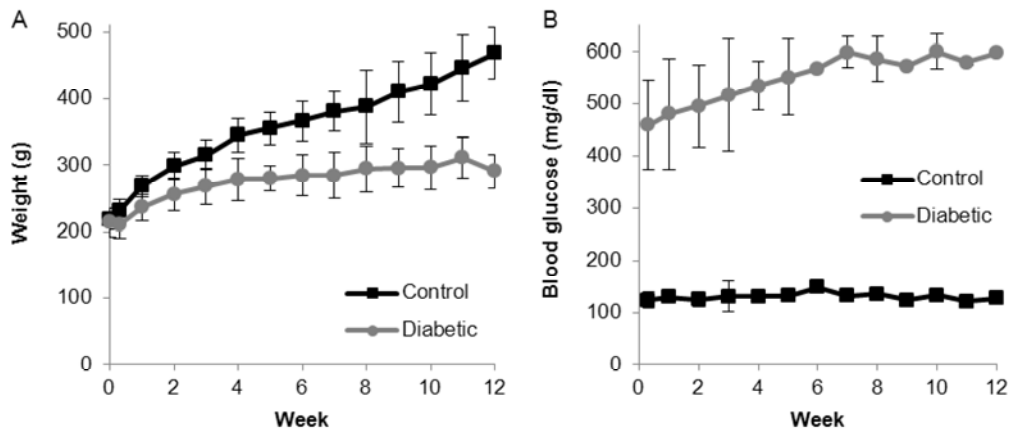 A
500
400
300
200
100
0
Weight (g)
Control
Diabetic
0 2 4 6 8 10 12
Week
B
600
500
400
300
200
100
0
Blood glucose (mg/dl)
Control
Diabetic
0 2 4 6 8 10 12
Week